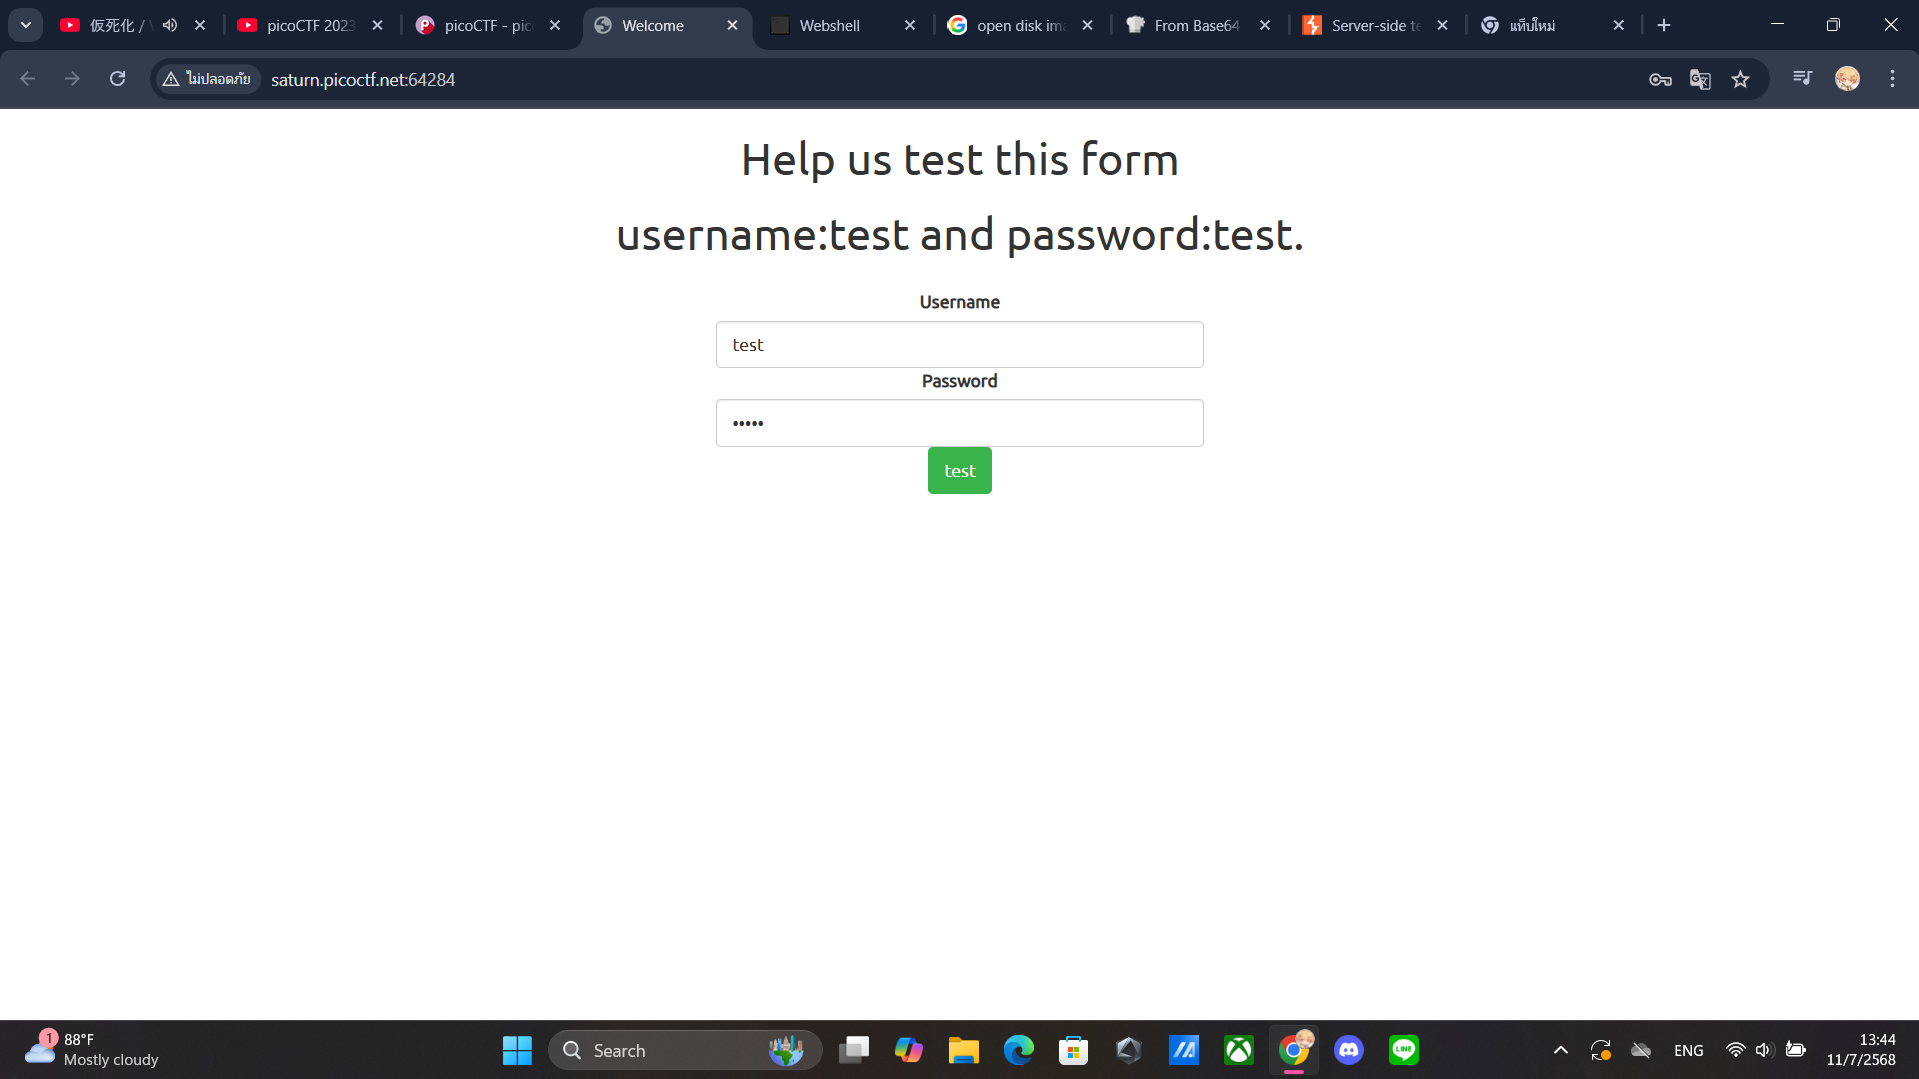 仮死化 /
picoCTF 2023
picoCTF - pic
Welcome
Webshell
open disk ima
From Base64
Server-side te
แท็บใหม่
ไม่ปลอดภัย
saturn.picoctf.net:64284
Help us test this form
username:test and password:test.
Username
test
Password
•••••
test
1
88°F
Mostly cloudy
Search
LINE
ENG
13:44
11/7/2568